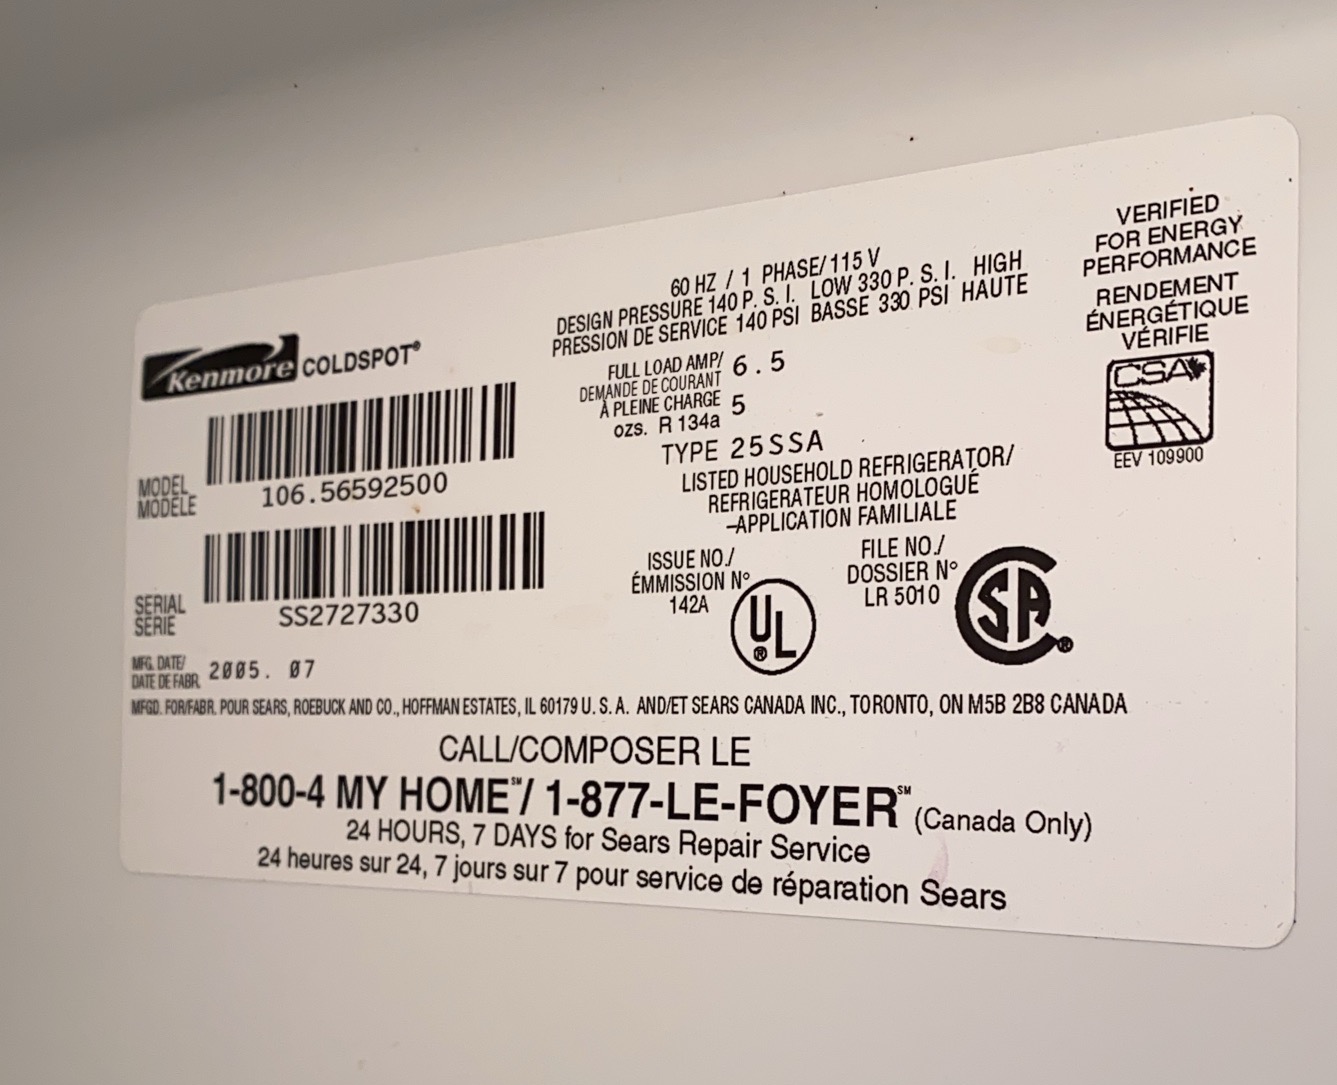 Kenmore COLDSPOT®
MODEL
MODÈLE
106.56592500
SERIAL
SERIE
SS2727330
MFG. DATE/
DATE DE FABR.
2005. 07
60 HZ / 1 PHASE/115 V
DESIGN PRESSURE 140 P. S. I. LOW 330 P. S. I. HIGH
PRESSION DE SERVICE 140 PSI BASSE 330 PSI HAUTE
FULL LOAD AMP/ 6.5
DEMANDE DE COURANT
À PLEINE CHARGE 5
ozs. R 134a
TYPE 25SSA
LISTED HOUSEHOLD REFRIGERATOR/
REFRIGERATEUR HOMOLOGUÉ
-APPLICATION FAMILIALE
ISSUE NO./
ÉMMISSION N°
142A
UL®
FILE NO./
DOSSIER N°
LR 5010
CSA®
VERIFIED
FOR ENERGY
PERFORMANCE
RENDEMENT
ÉNERGÉTIQUE
VÉRIFIE
CSA
EEV 109900
MFGD. FOR/FABR. POUR SEARS, ROEBUCK AND CO., HOFFMAN ESTATES, IL 60179 U. S. A. AND/ET SEARS CANADA INC., TORONTO, ON M5B 2B8 CANADA
CALL/COMPOSER LE
1-800-4 MY HOME℠/ 1-877-LE-FOYER℠ (Canada Only)
24 HOURS, 7 DAYS for Sears Repair Service
24 heures sur 24, 7 jours sur 7 pour service de réparation Sears